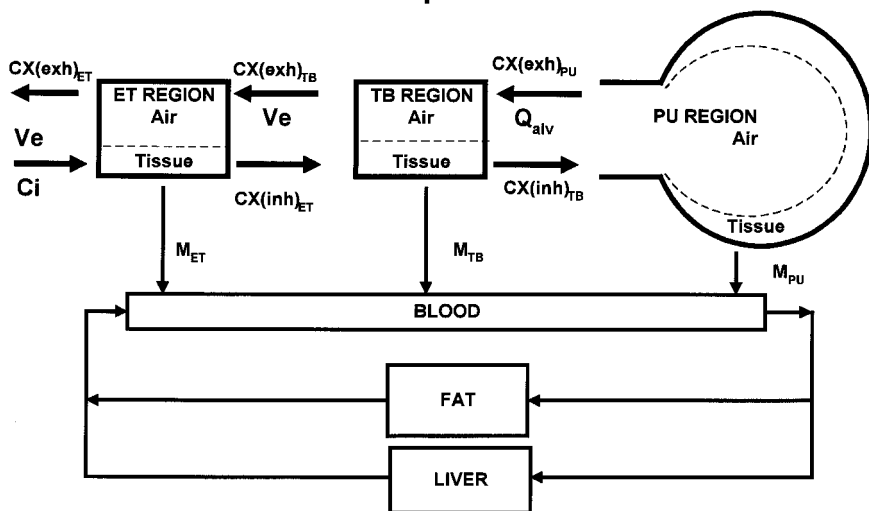 CX(exh)ET
Ve
Ci
ET REGION
Air
Tissue
CX(exh)TB
Ve
CX(inh)ET
TB REGION
Air
Tissue
CX(exh)PU
Qalv
CX(inh)TB
PU REGION
Air
Tissue
MET
MTB
MPU
BLOOD
FAT
LIVER